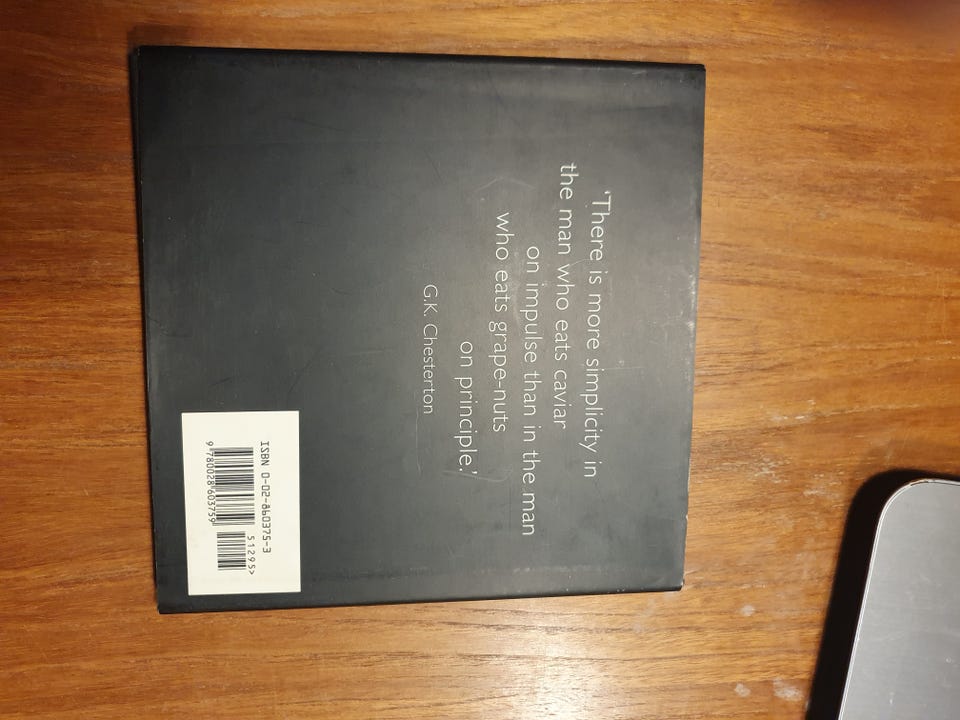 'There is more simplicity in
the man who eats caviar
on impulse than in the man
who eats grape-nuts
on principle.'
G.K. Chesterton
ISBN 0-02-860375-3
9 780028 603759
51295>